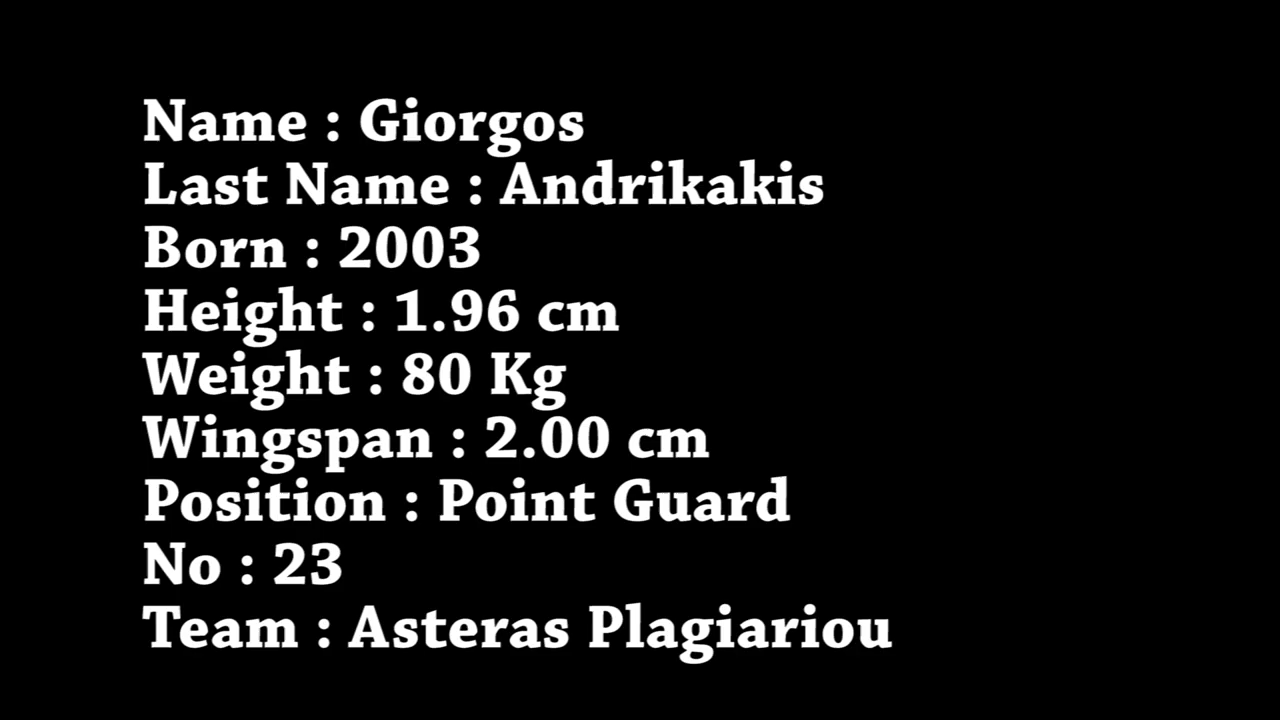 Name : Giorgos
Last Name : Andrikakis
Born : 2003
Height : 1.96 cm
Weight : 80 Kg
Wingspan : 2.00 cm
Position : Point Guard
No : 23
Team : Asteras Plagiariou